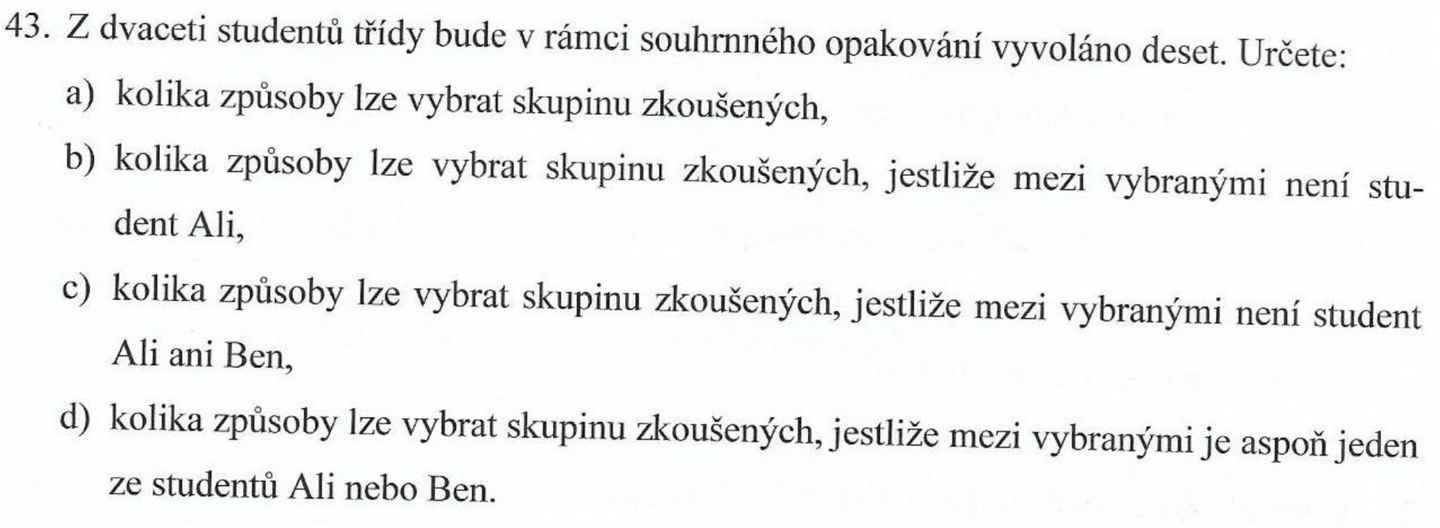 43. Z dvaceti studentů třídy bude v rámci souhrnného opakování vyvoláno deset. Určete:
a) kolika způsoby lze vybrat skupinu zkoušených,
b) kolika způsoby lze vybrat skupinu zkoušených, jestliže mezi vybranými není stu-
dent Ali,
c) kolika způsoby lze vybrat skupinu zkoušených, jestliže mezi vybranými není student
Ali ani Ben,
d) kolika způsoby lze vybrat skupinu zkoušených, jestliže mezi vybranými je aspoň jeden
ze studentů Ali nebo Ben.